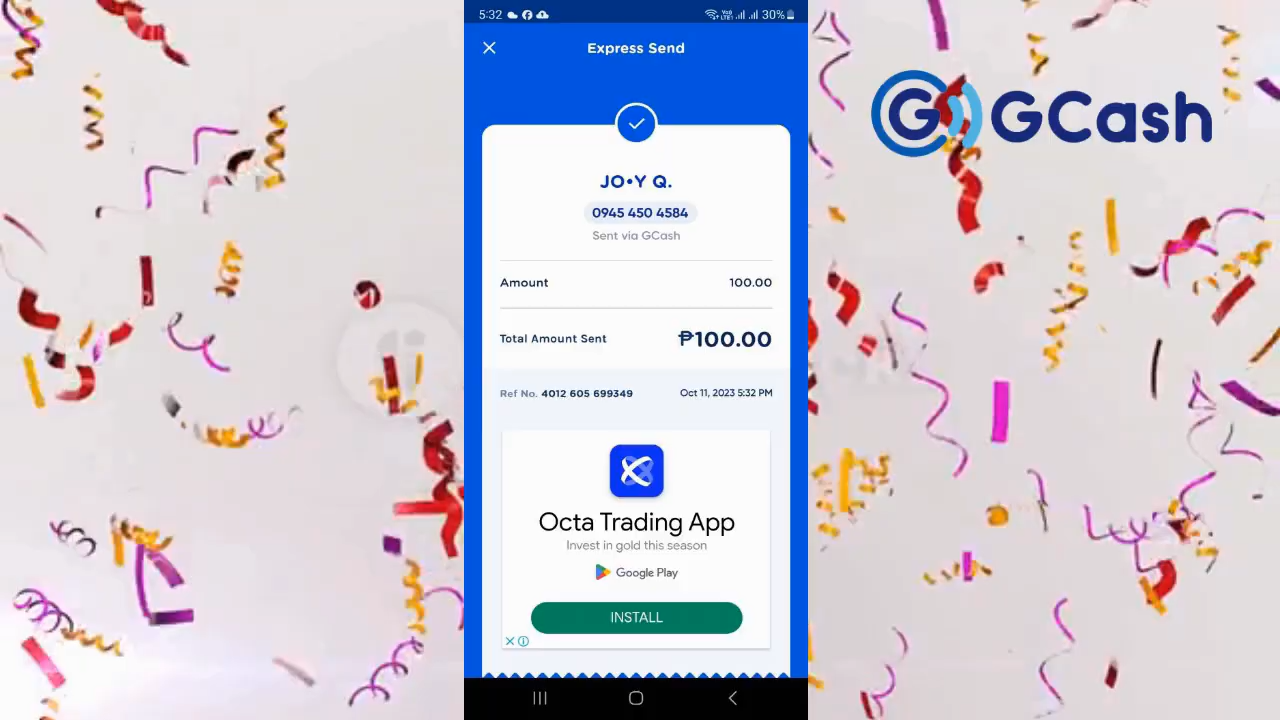 5:32
30%
Express Send
GCash
JO•Y Q.
0945 450 4584
Sent via GCash
Amount 100.00
Total Amount Sent ₱100.00
Ref No. 4012 605 699349 Oct 11, 2023 5:32 PM
Octa Trading App
Invest in gold this season
Google Play
INSTALL